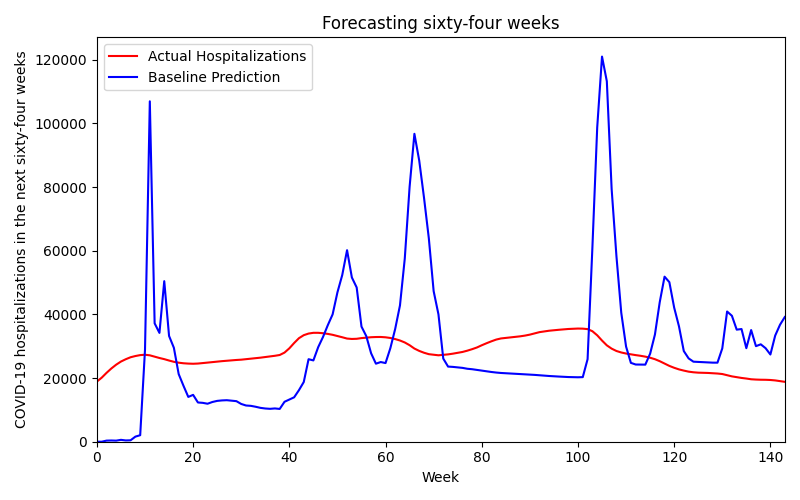 Forecasting sixty-four weeks
Actual Hospitalizations
Baseline Prediction
COVID-19 hospitalizations in the next sixty-four weeks
120000
100000
80000
60000
40000
20000
0
0 20 40 60 80 100 120 140
Week